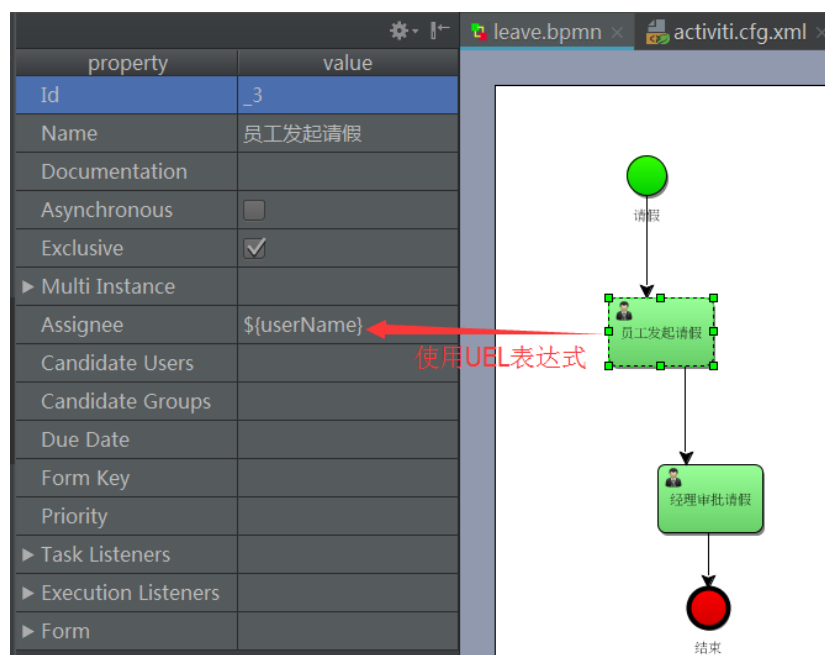 leave.bpmn
activiti.cfg.xml
property value
Id _3
Name 员工发起请假
Documentation
Asynchronous
Exclusive
Multi Instance
Assignee ${userName}
Candidate Users
Candidate Groups
Due Date
Form Key
Priority
Task Listeners
Execution Listeners
Form
使用UEL表达式
请假
员工发起请假
经理审批请假
结束